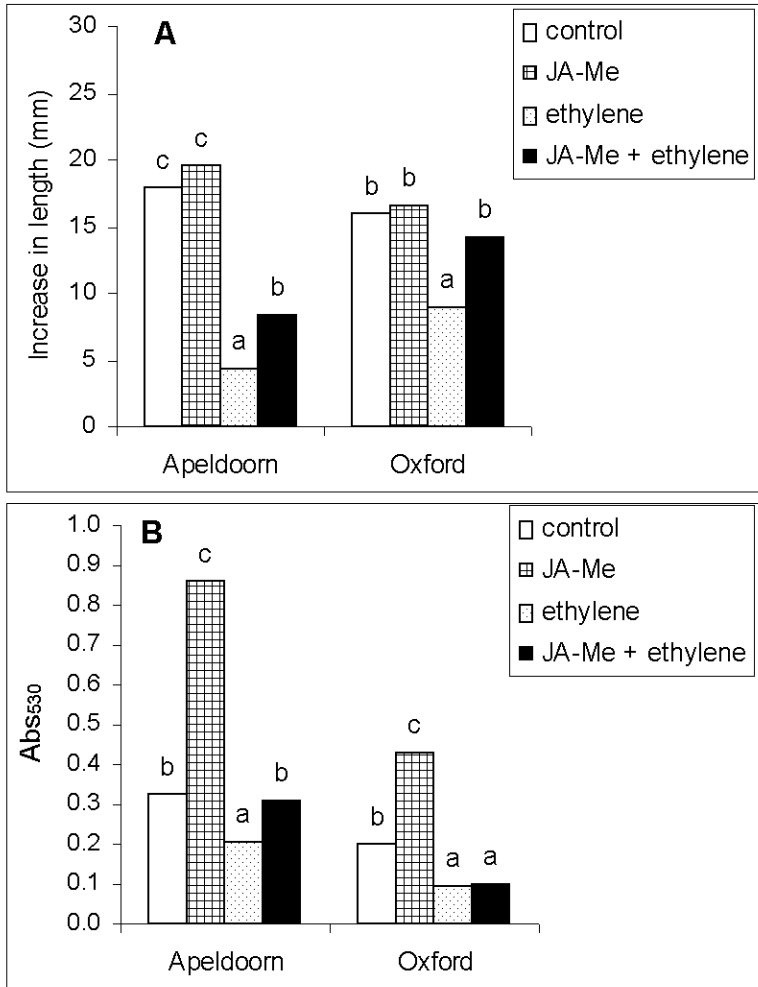 A
30
25
20
15
10
5
0
Increase in length (mm)
c c a b
b b a b
Apeldoorn Oxford
control
JA-Me
ethylene
JA-Me + ethylene
B
1.0
0.9
0.8
0.7
0.6
0.5
0.4
0.3
0.2
0.1
0.0
Abs530
b c a b
b c a a
Apeldoorn Oxford
control
JA-Me
ethylene
JA-Me + ethylene